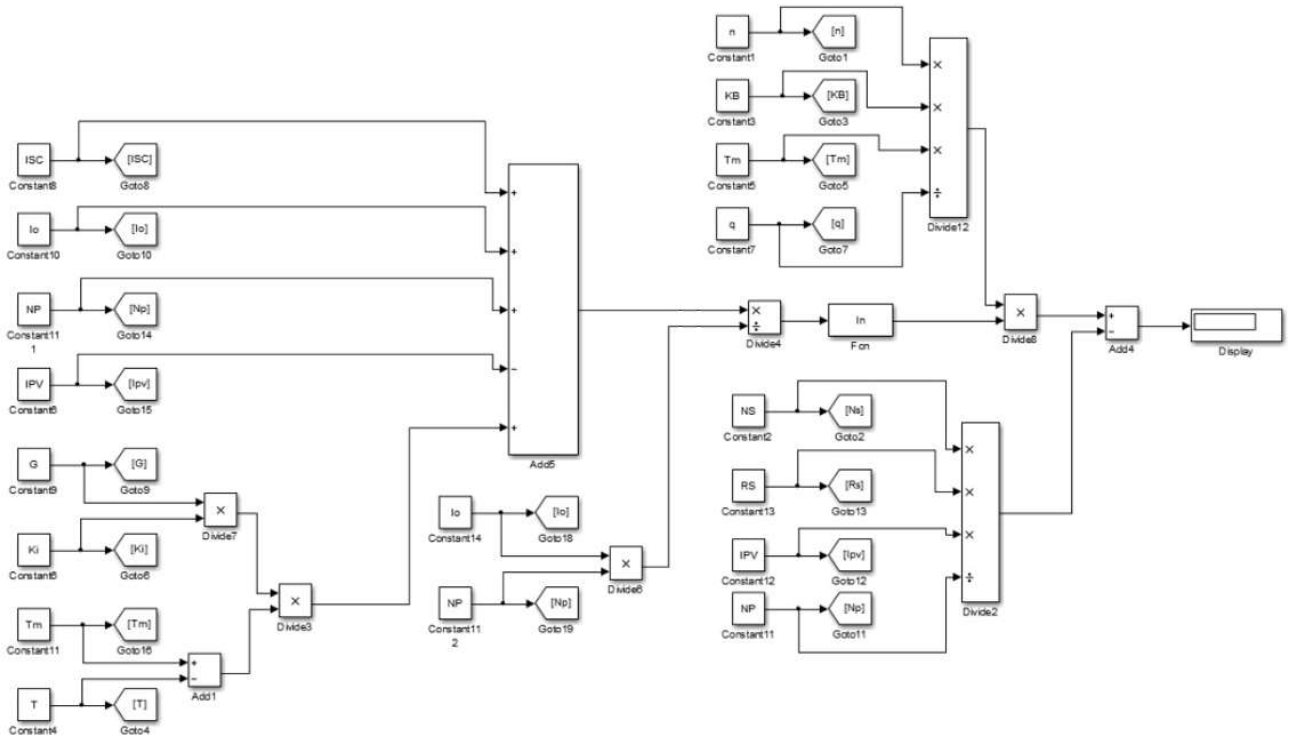 n
[n]
Constant1
Goto1
KB
[KB]
Constant3
Goto3
Tm
[Tm]
Constant5
Goto5
q
[q]
Constant7
Goto7
×
×
×
÷
Divide12
ISC
[ISC]
Constant8
Goto8
Io
[Io]
Constant10
Goto10
NP
[Np]
Constant11
1
Goto14
IPV
[Ipv]
Constant6
Goto15
+
+
+
−
+
Add5
G
[G]
Constant9
Goto9
Ki
[Ki]
Constant6
Goto6
×
Divide7
Tm
[Tm]
Constant11
Goto16
T
[T]
Constant4
Goto4
+
−
Add1
×
Divide3
Io
[Io]
Constant14
Goto18
NP
[Np]
Constant11
2
Goto19
×
Divide6
×
÷
Divide4
ln
Fcn
×
Divide8
+
−
Add4
Display
NS
[Ns]
Constant2
Goto2
RS
[Rs]
Constant13
Goto13
IPV
[Ipv]
Constant12
Goto12
NP
[Np]
Constant11
Goto11
×
×
×
÷
Divide2